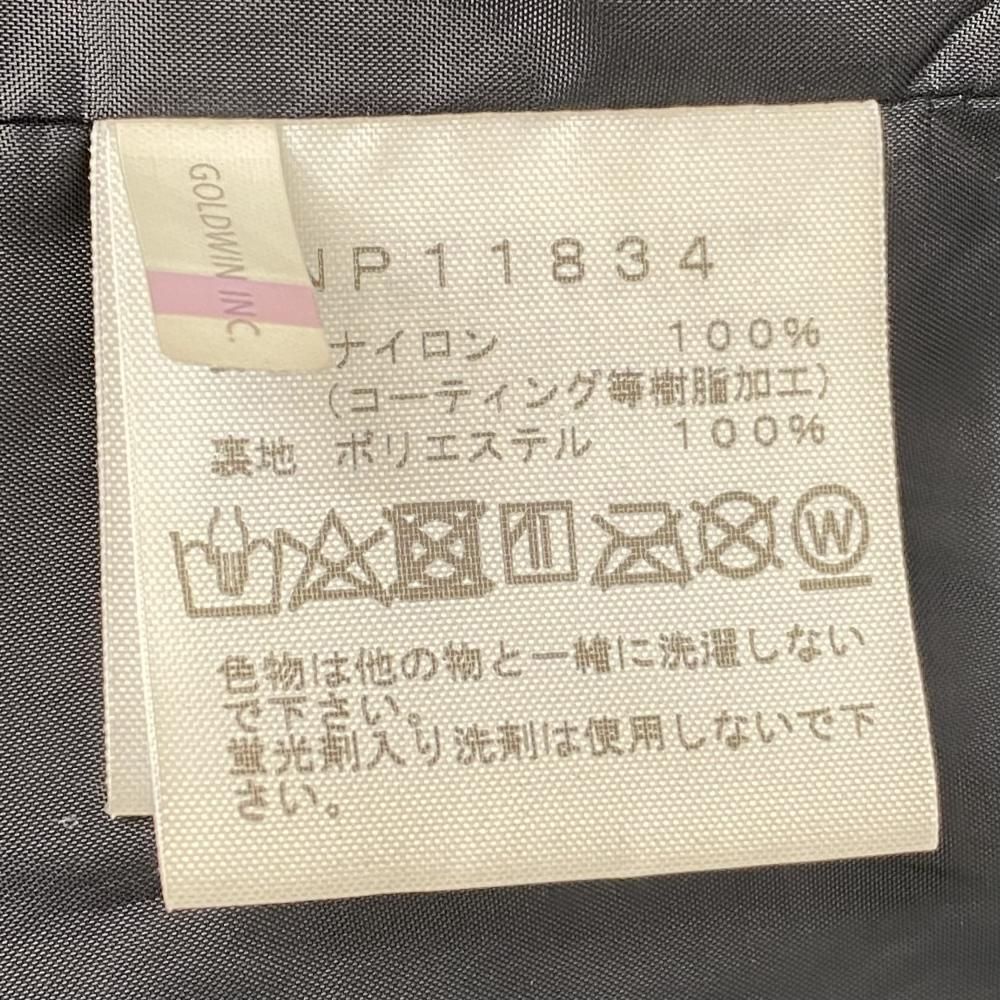 GOLDWIN INC.
NP11834
ナイロン 100%
(コーティング等樹脂加工)
裏地 ポリエステル 100%
W
色物は他の物と一緒に洗濯しない
で下さい。
蛍光剤入り洗剤は使用しないで下
さい。